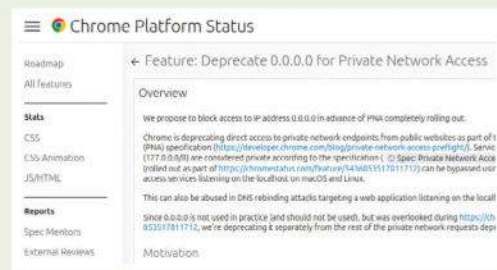 Chrome Platform Status
Roadmap
All features
Stats
CSS
CSS Animation
JS/HTML
Reports
Spec Mentors
External Reviews
← Feature: Deprecate 0.0.0.0 for Private Network Access
Overview
We propose to block access to IP address 0.0.0.0 in advance of PNA completely rolling out.
Chrome is deprecating direct access to private network endpoints from public websites as part of t
(PNA) specification (https://developer.chrome.com/blog/private-network-access-preflight/). Servic
(127.0.0.0/8) are considered private according to the specification ( Spec: Private Network Acce
(rolled out as part of https://chromestatus.com/feature/5436853517811712) can be bypassed
access services listening on the localhost on macOS and Linux.
This can also be abused in DNS rebinding attacks targeting a web application listening on the local
Since 0.0.0.0 is not used in practice (and should not be used), but was overlooked during https://ch
853517811712, we're deprecating it separately from the rest of the private network requests depr
Motivation